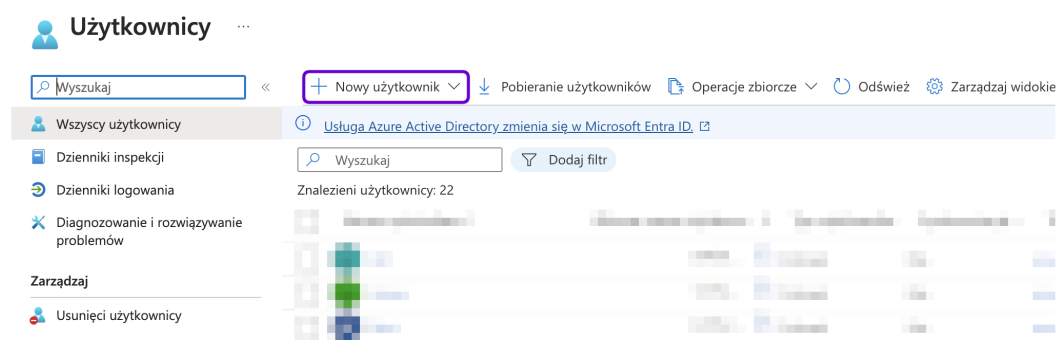 Użytkownicy ...
Wyszukaj «
+ Nowy użytkownik Pobieranie użytkowników Operacje zbiorcze Odśwież Zarządzaj widokie
Wszyscy użytkownicy
Usługa Azure Active Directory zmienia się w Microsoft Entra ID.
Dzienniki inspekcji
Wyszukaj Dodaj filtr
Dzienniki logowania
Znalezieni użytkownicy: 22
Diagnozowanie i rozwiązywanie
problemów
Zarządzaj
Usunięci użytkownicy